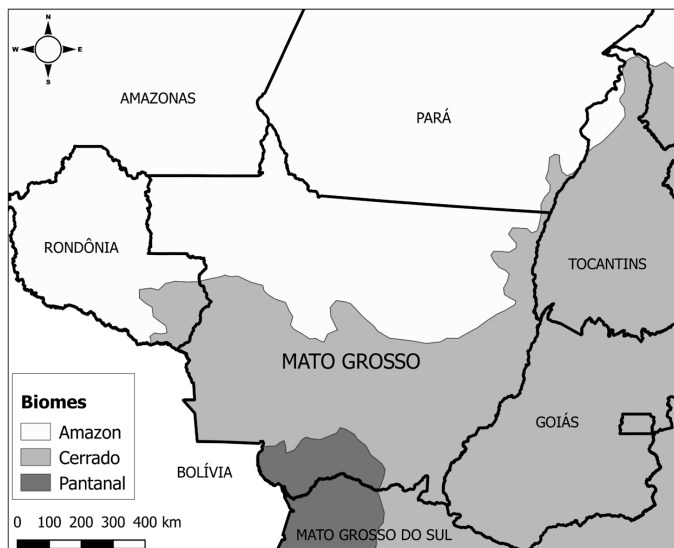 N
W E
S
AMAZONAS
PARÁ
RONDÔNIA
TOCANTINS
MATO GROSSO
GOIÁS
BOLÍVIA
MATO GROSSO DO SUL
Biomes
Amazon
Cerrado
Pantanal
0 100 200 300 400 km